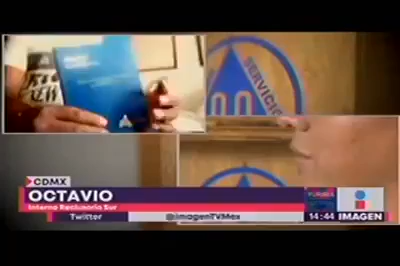 SERVICIO
CDMX
OCTAVIO
Interno Reclusorio Sur
Twitter
@ImagenTVMex
14:44
IMAGEN